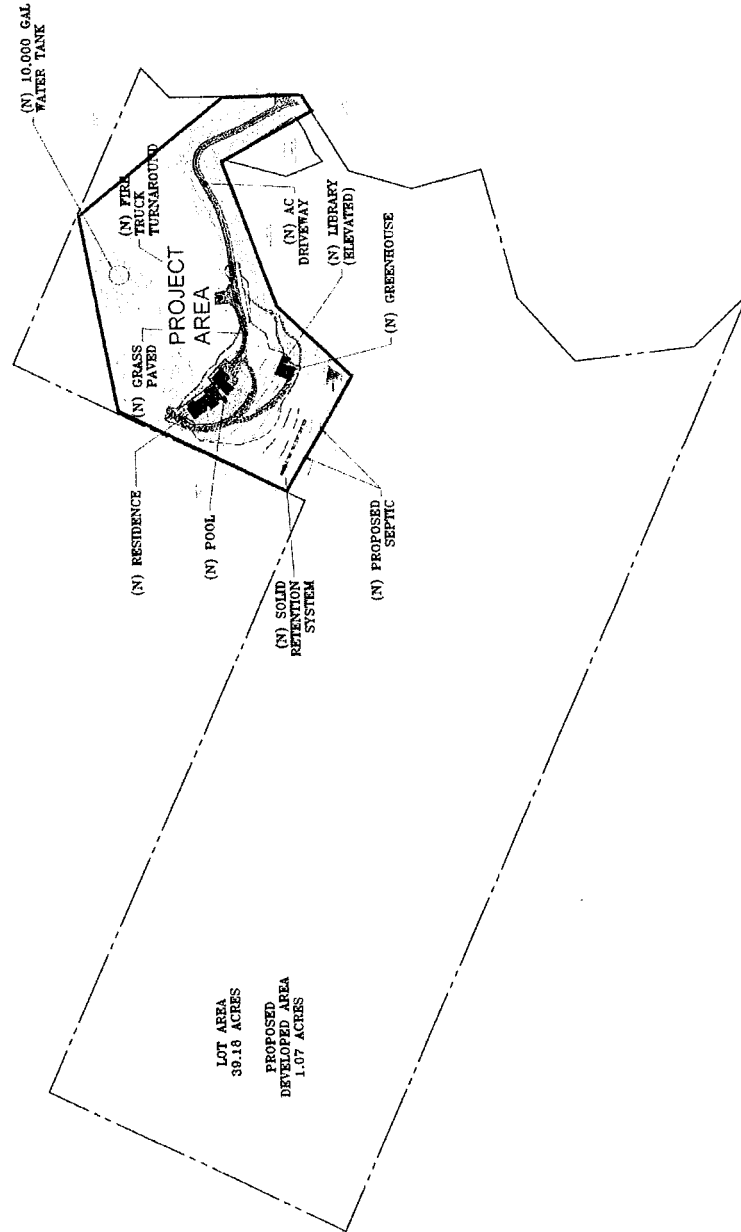 (N) 10,000 GAL
WATER TANK
(N) FIRE
TRUCK
TURNAROUND
(N) GRASS
PAVED
PROJECT
AREA
(N) AC
DRIVEWAY
(N) LIBRARY
(ELEVATED)
(N) GREENHOUSE
(N) RESIDENCE
(N) POOL
(N) SOLID
RETENTION
SYSTEM
(N) PROPOSED
SEPTIC
LOT AREA
39.18 ACRES
PROPOSED
DEVELOPED AREA
1.07 ACRES